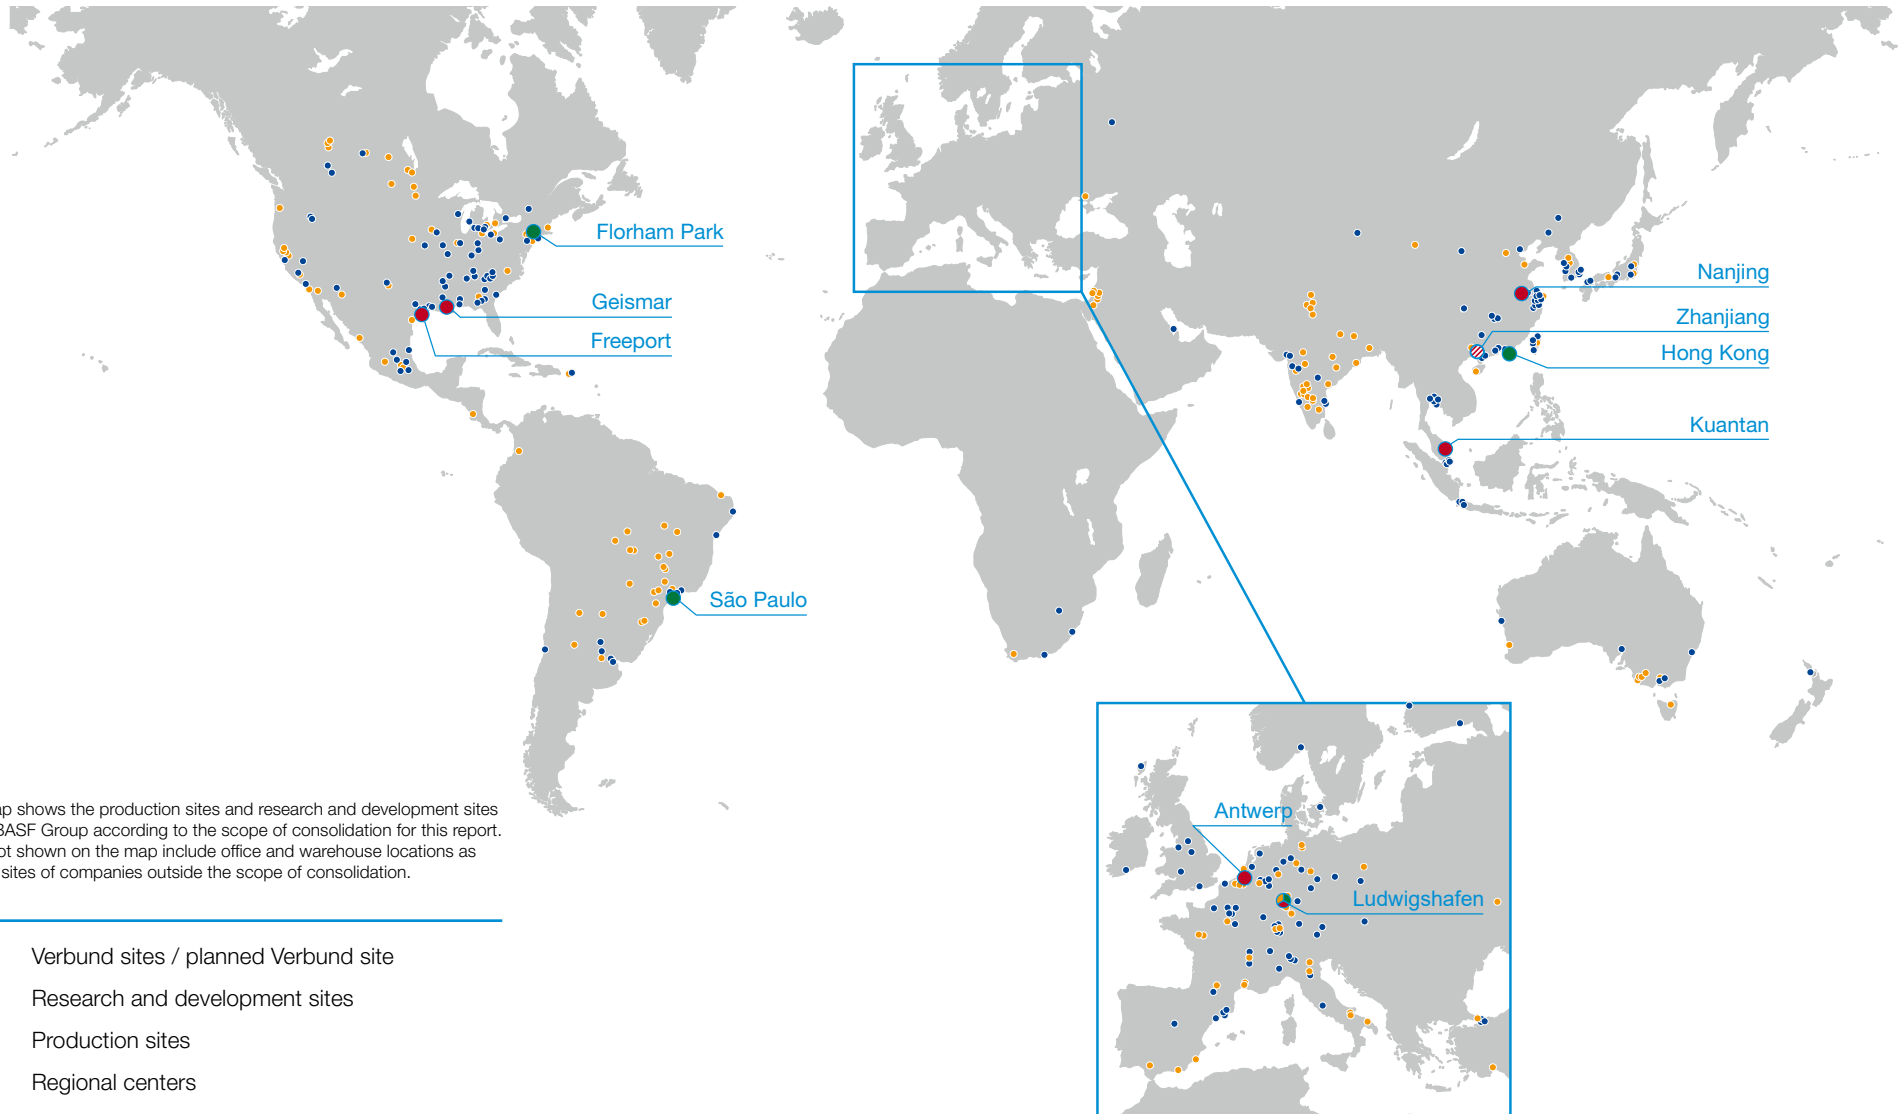 Florham Park
Geismar
Freeport
Nanjing
Zhanjiang
Hong Kong
Kuantan
São Paulo
Antwerp
Ludwigshafen
shows the production sites and research and development sites
BASF Group according to the scope of consolidation for this report.
shown on the map include office and warehouse locations as
sites of companies outside the scope of consolidation.
Verbund sites / planned Verbund site
Research and development sites
Production sites
Regional centers